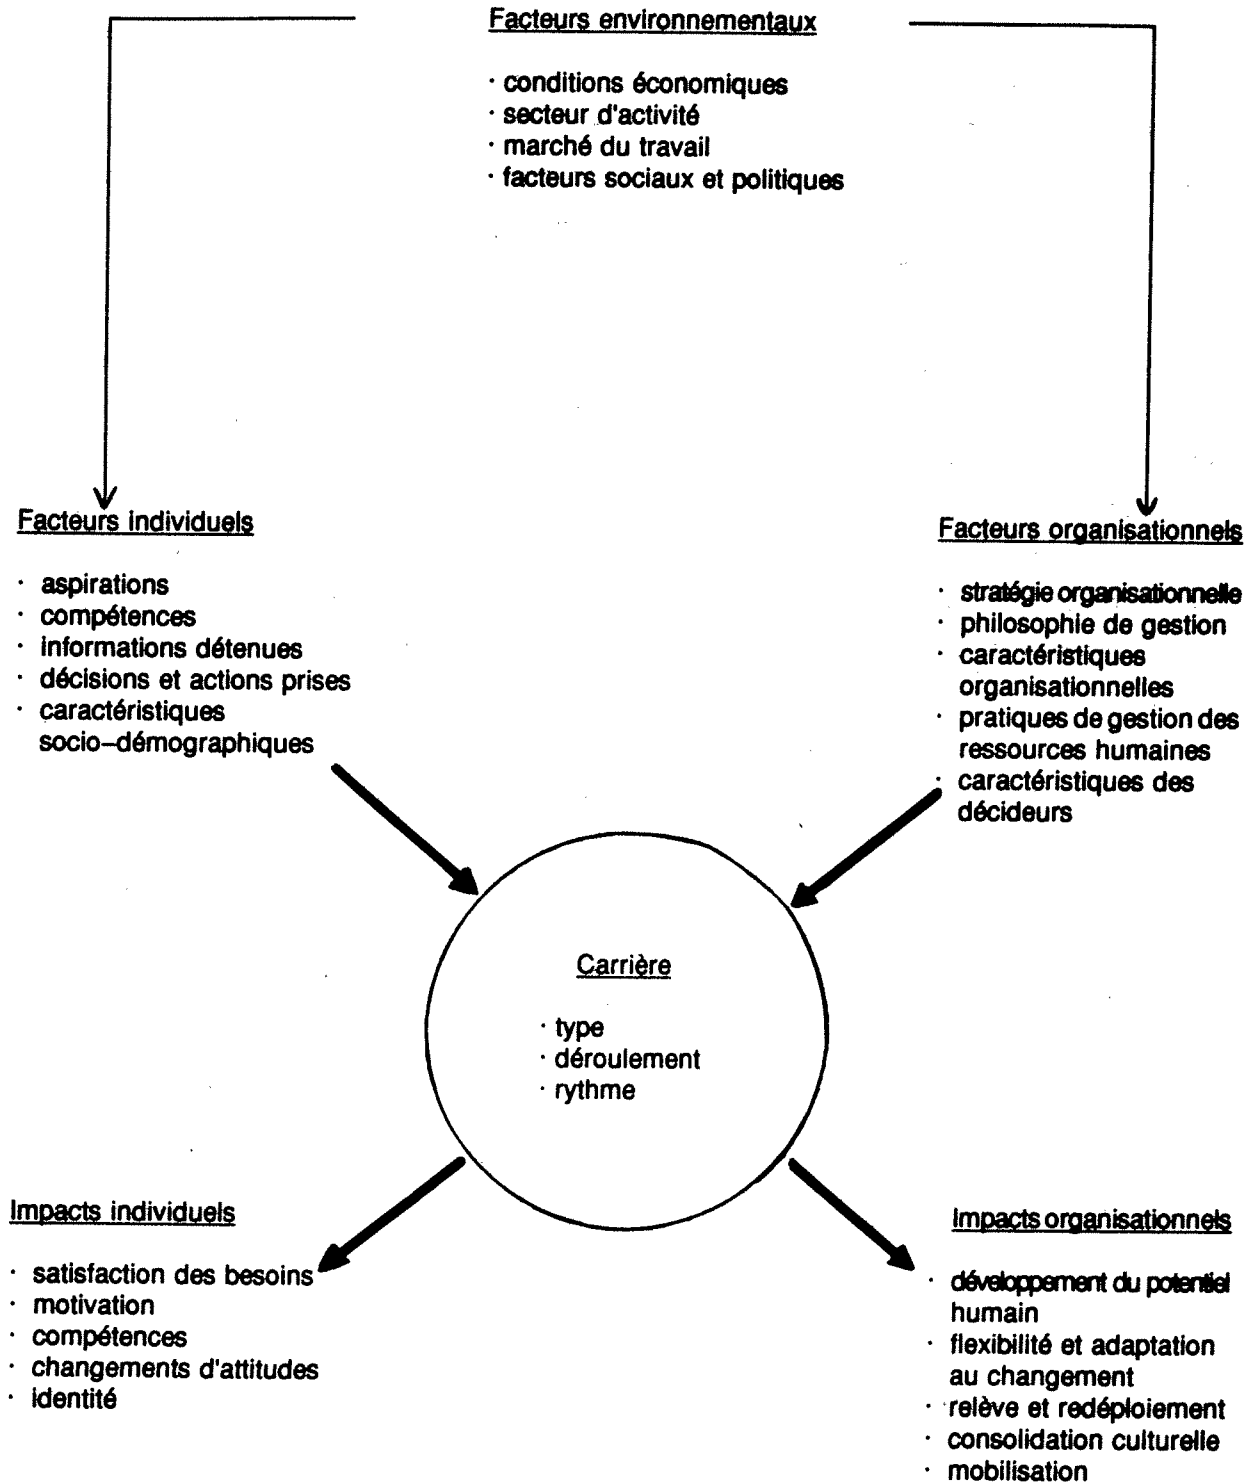 Facteurs environnementaux
· conditions économiques
· secteur d'activité
· marché du travail
· facteurs sociaux et politiques
Facteurs individuels
· aspirations
· compétences
· informations détenues
· décisions et actions prises
· caractéristiques
socio-démographiques
Facteurs organisationnels
· stratégie organisationnelle
· philosophie de gestion
· caractéristiques
organisationnelles
· pratiques de gestion des
ressources humaines
· caractéristiques des
décideurs
Carrière
· type
· déroulement
· rythme
Impacts individuels
· satisfaction des besoins
· motivation
· compétences
· changements d'attitudes
· identité
Impacts organisationnels
· développement du potentiel
humain
· flexibilité et adaptation
au changement
· relève et redéploiement
· consolidation culturelle
· mobilisation